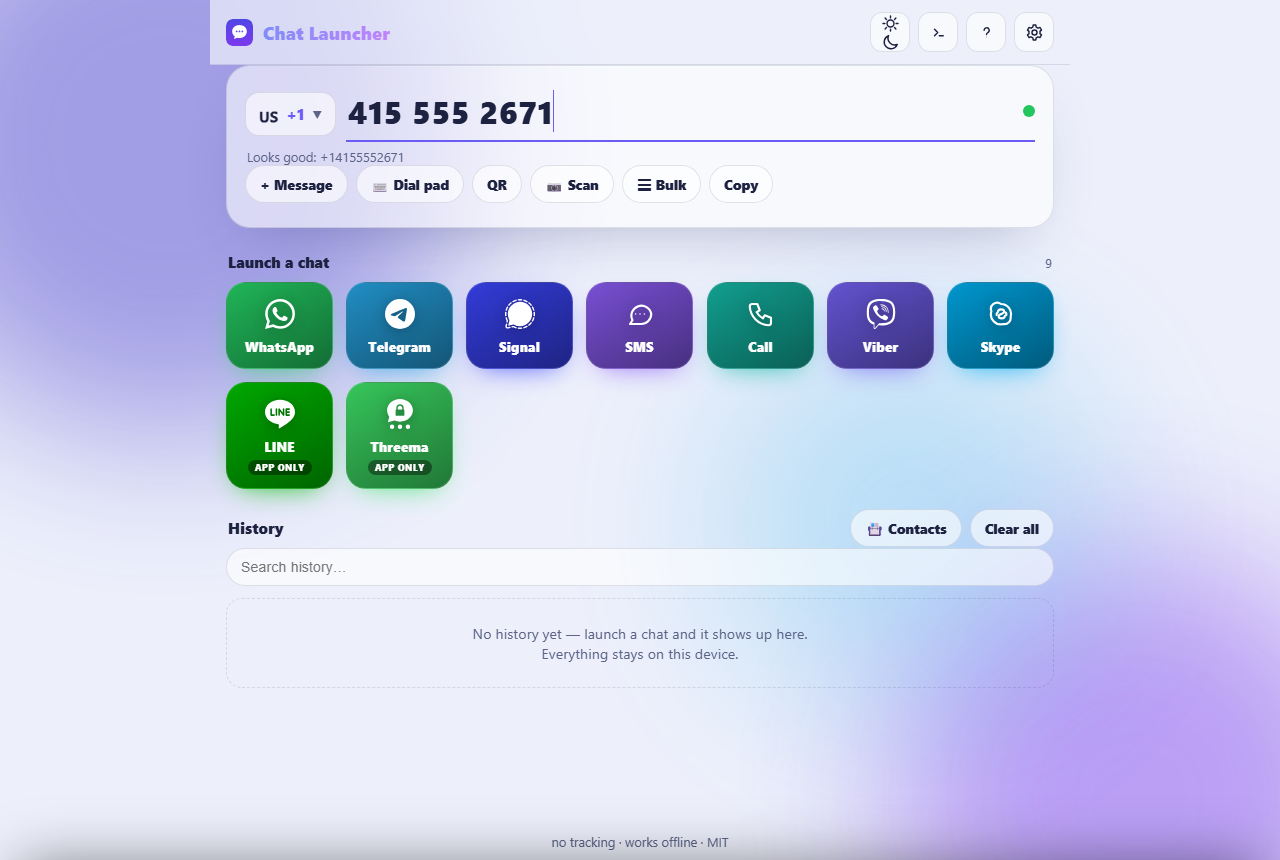 Chat Launcher
?
US +1 ▼ 415 555 2671
Looks good: +14155552671
+ Message
Dial pad
QR
Scan
☰ Bulk
Copy
Launch a chat
9
WhatsApp
Telegram
Signal
SMS
Call
Viber
Skype
LINE
LINE
APP ONLY
Threema
APP ONLY
History
Contacts
Clear all
Search history…
No history yet — launch a chat and it shows up here.
Everything stays on this device.
no tracking · works offline · MIT